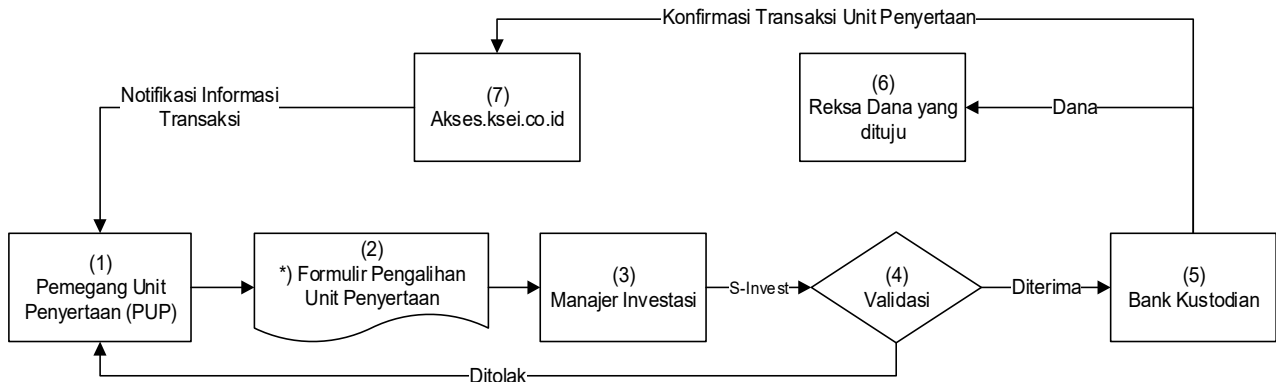 Konfirmasi Transaksi Unit Penyertaan
Notifikasi Informasi
Transaksi
(7)
Akses.ksei.co.id
(6)
Reksa Dana yang
dituju
Dana
(1)
Pemegang Unit
Penyertaan (PUP)
(2)
*) Formulir Pengalihan
Unit Penyertaan
(3)
Manajer Investasi
S-Invest
(4)
Validasi
Diterima
(5)
Bank Kustodian
Ditolak